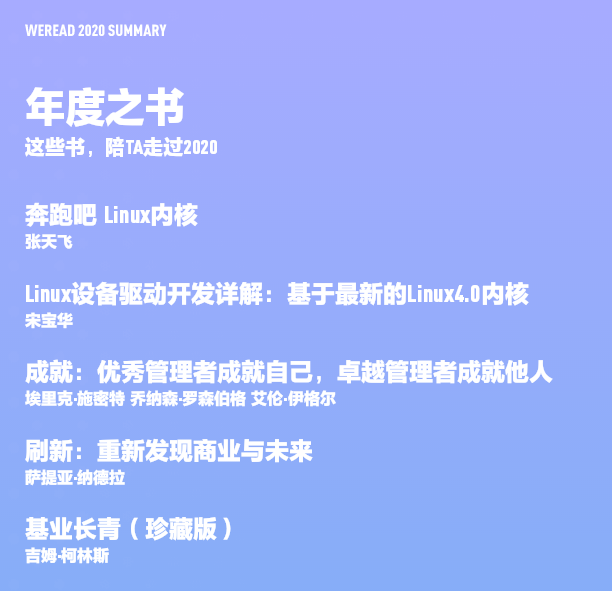 WEREAD 2020 SUMMARY
年度之书
这些书，陪TA走过2020
奔跑吧 Linux内核
张天飞
Linux设备驱动开发详解：基于最新的Linux4.0内核
宋宝华
成就：优秀管理者成就自己，卓越管理者成就他人
埃里克·施密特 乔纳森·罗森伯格 艾伦·伊格尔
刷新：重新发现商业与未来
萨提亚·纳德拉
基业长青（珍藏版）
吉姆·柯林斯